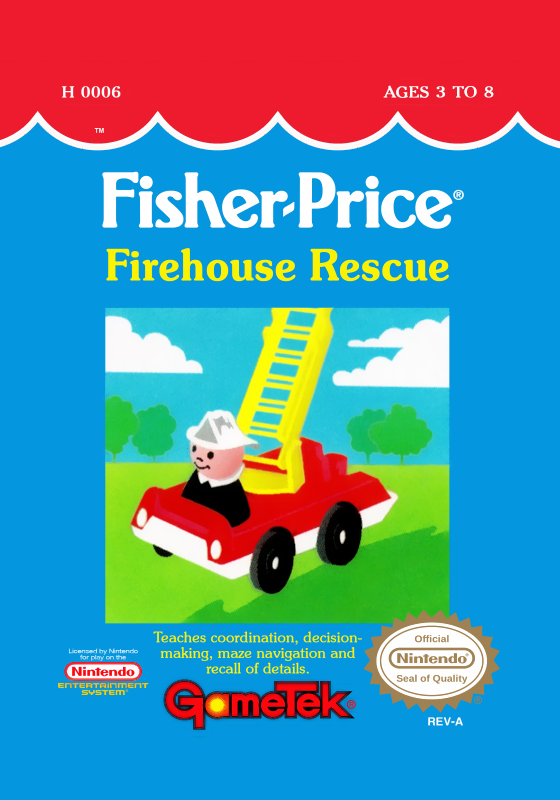 H 0006
AGES 3 TO 8
TM
Fisher-Price®
Firehouse Rescue
Teaches coordination, decision-
making, maze navigation and
recall of details.
Licensed by Nintendo
for play on the
Nintendo®
ENTERTAINMENT
SYSTEM®
GameTek®
Official
Nintendo®
Seal of Quality
REV-A